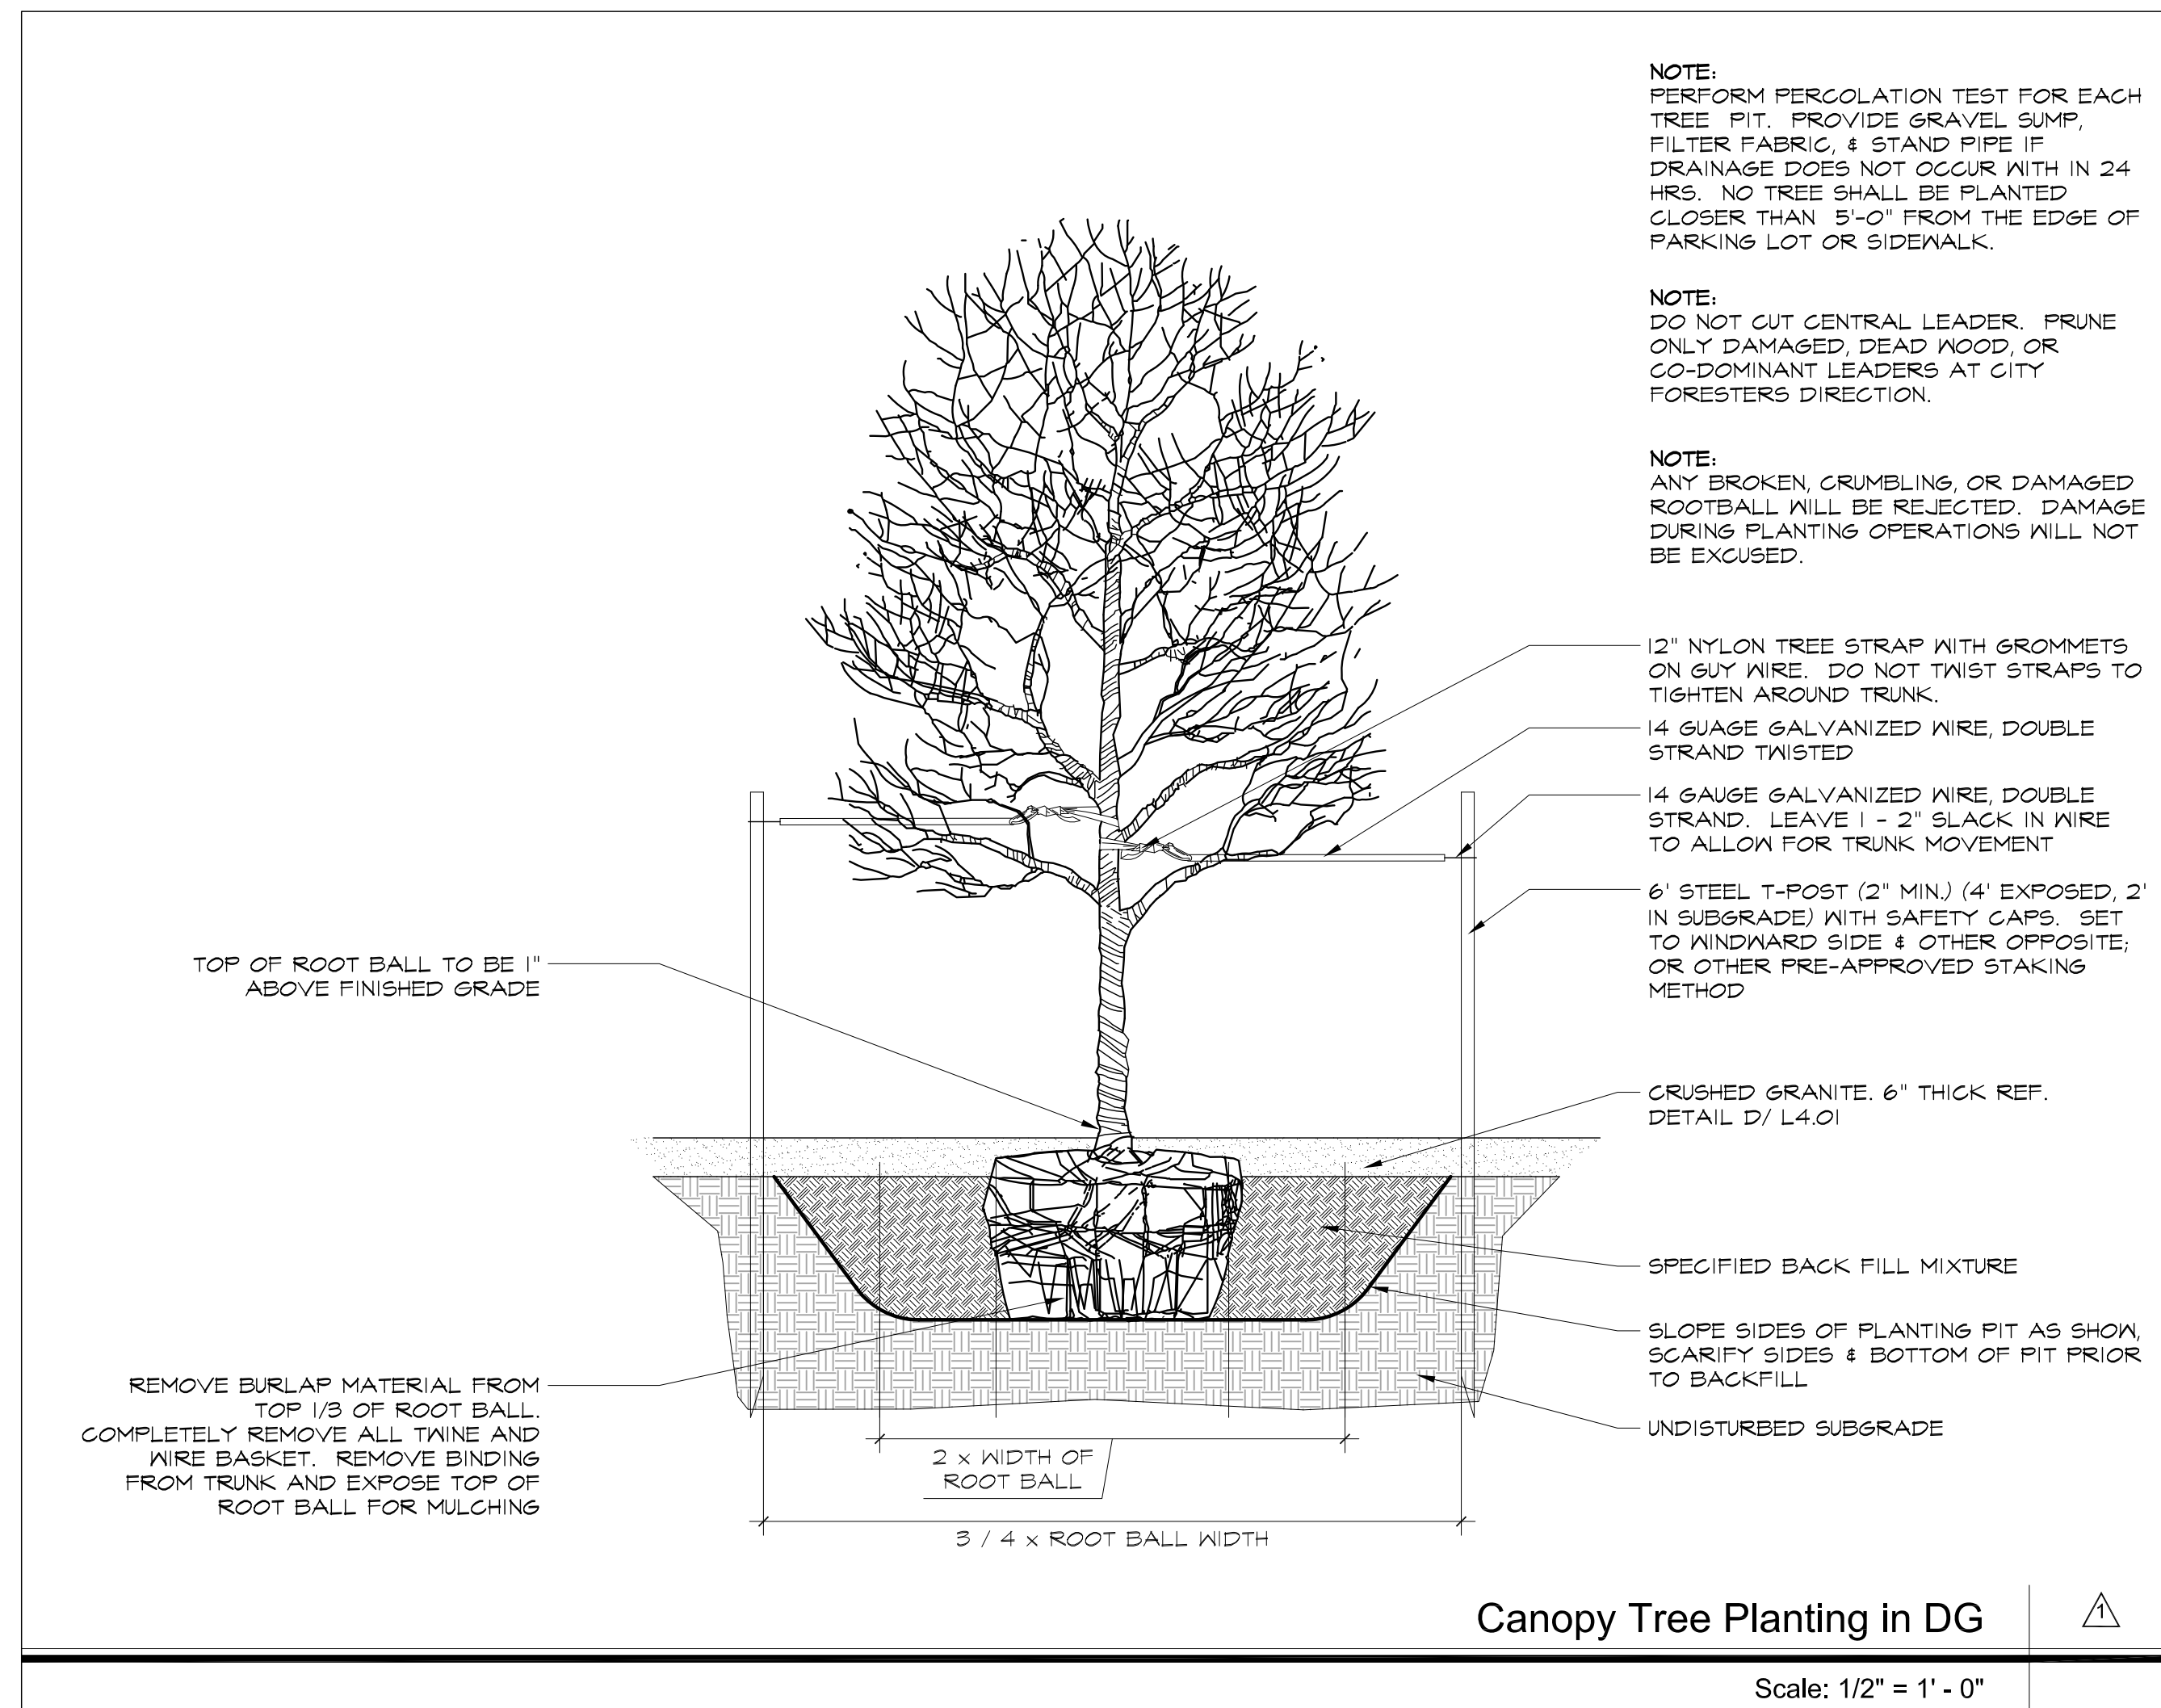 NOTE:
PERFORM PERCOLATION TEST FOR EACH
TREE PIT. PROVIDE GRAVEL SUMP,
FILTER FABRIC, & STAND PIPE IF
DRAINAGE DOES NOT OCCUR WITH IN 24
HRS. NO TREE SHALL BE PLANTED
CLOSER THAN 5'-0" FROM THE EDGE OF
PARKING LOT OR SIDEWALK.
NOTE:
DO NOT CUT CENTRAL LEADER. PRUNE
ONLY DAMAGED, DEAD WOOD, OR
CO-DOMINANT LEADERS AT CITY
FORESTERS DIRECTION.
NOTE:
ANY BROKEN, CRUMBLING, OR DAMAGED
ROOTBALL WILL BE REJECTED. DAMAGE
DURING PLANTING OPERATIONS WILL NOT
BE EXCUSED.
12" NYLON TREE STRAP WITH GROMMETS
ON GUY WIRE. DO NOT TWIST STRAPS TO
TIGHTEN AROUND TRUNK.
14 GUAGE GALVANIZED WIRE, DOUBLE
STRAND TWISTED
14 GAUGE GALVANIZED WIRE, DOUBLE
STRAND. LEAVE 1 - 2" SLACK IN WIRE
TO ALLOW FOR TRUNK MOVEMENT
6' STEEL T-POST (2" MIN.) (4' EXPOSED, 2'
IN SUBGRADE) WITH SAFETY CAPS. SET
TO WINDWARD SIDE & OTHER OPPOSITE;
OR OTHER PRE-APPROVED STAKING
METHOD
TOP OF ROOT BALL TO BE 1"
ABOVE FINISHED GRADE
CRUSHED GRANITE. 6" THICK REF.
DETAIL D/ L4.01
SPECIFIED BACK FILL MIXTURE
SLOPE SIDES OF PLANTING PIT AS SHOW,
SCARIFY SIDES & BOTTOM OF PIT PRIOR
TO BACKFILL
UNDISTURBED SUBGRADE
REMOVE BURLAP MATERIAL FROM
TOP 1/3 OF ROOT BALL.
COMPLETELY REMOVE ALL TWINE AND
WIRE BASKET. REMOVE BINDING
FROM TRUNK AND EXPOSE TOP OF
ROOT BALL FOR MULCHING
2 x WIDTH OF
ROOT BALL
3 / 4 x ROOT BALL WIDTH
Canopy Tree Planting in DG
1
Scale: 1/2" = 1' - 0"